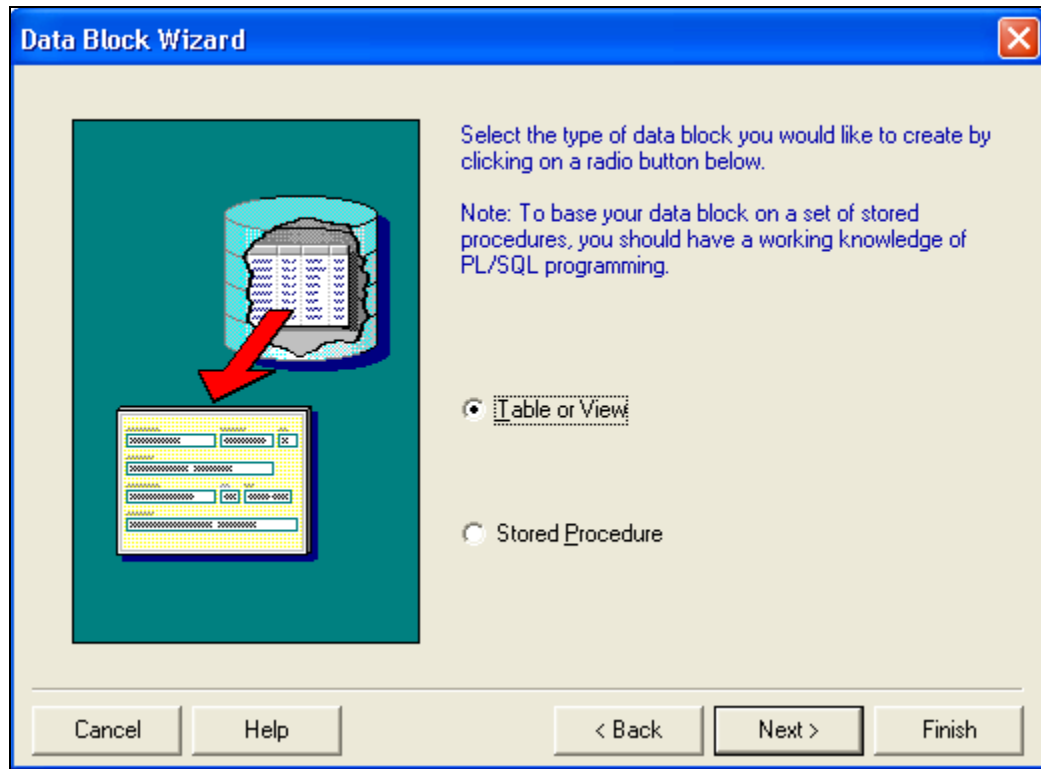 Data Block Wizard
Select the type of data block you would like to create by
clicking on a radio button below.
Note: To base your data block on a set of stored
procedures, you should have a working knowledge of
PL/SQL programming.
Table or View
Stored Procedure
Cancel
Help
< Back
Next >
Finish